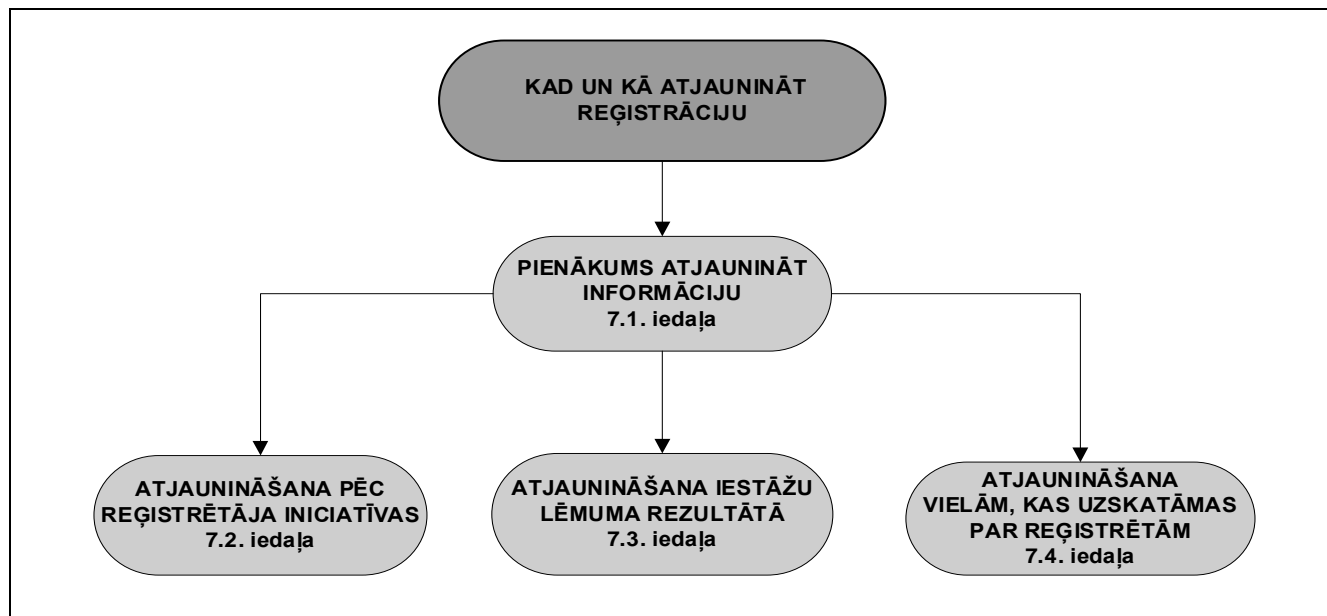 KAD UN KĀ ATJAUNINĀT
REĢISTRĀCIJU
PIENĀKUMS ATJAUNINĀT
INFORMĀCIJU
7.1. iedaļa
ATJAUNINĀŠANA PĒC
REĢISTRĒTĀJA INICIATĪVAS
7.2. iedaļa
ATJAUNINĀŠANA IESTĀŽU
LĒMUMA REZULTĀTĀ
7.3. iedaļa
ATJAUNINĀŠANA
VIELĀM, KAS UZSKATĀMAS
PAR REĢISTRĒTĀM
7.4. iedaļa